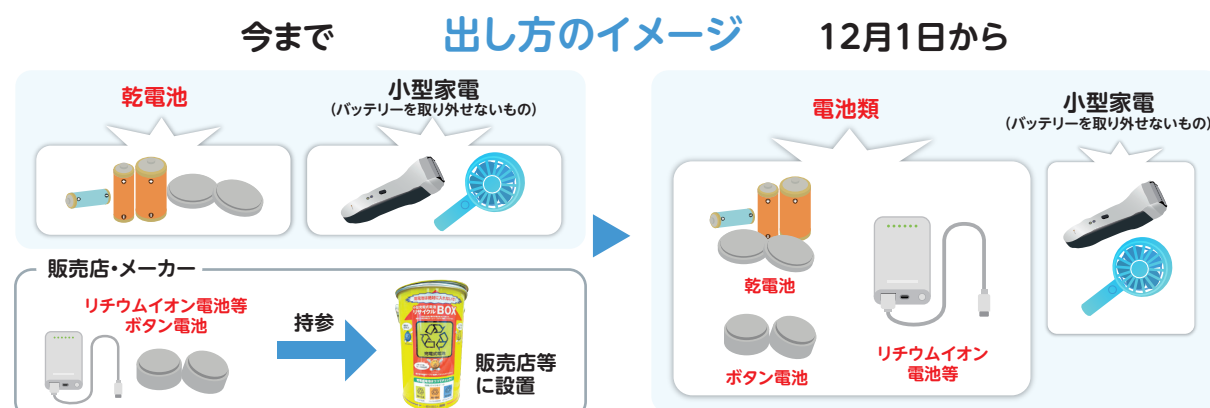 今まで
出し方のイメージ
12月1日から
乾電池
小型家電
(バッテリーを取り外せないもの)
販売店・メーカー
リチウムイオン電池等
ボタン電池
持参
リサイクルBOX
充電式電池
販売店等
に設置
電池類
乾電池
ボタン電池
リチウムイオン
電池等
小型家電
(バッテリーを取り外せないもの)